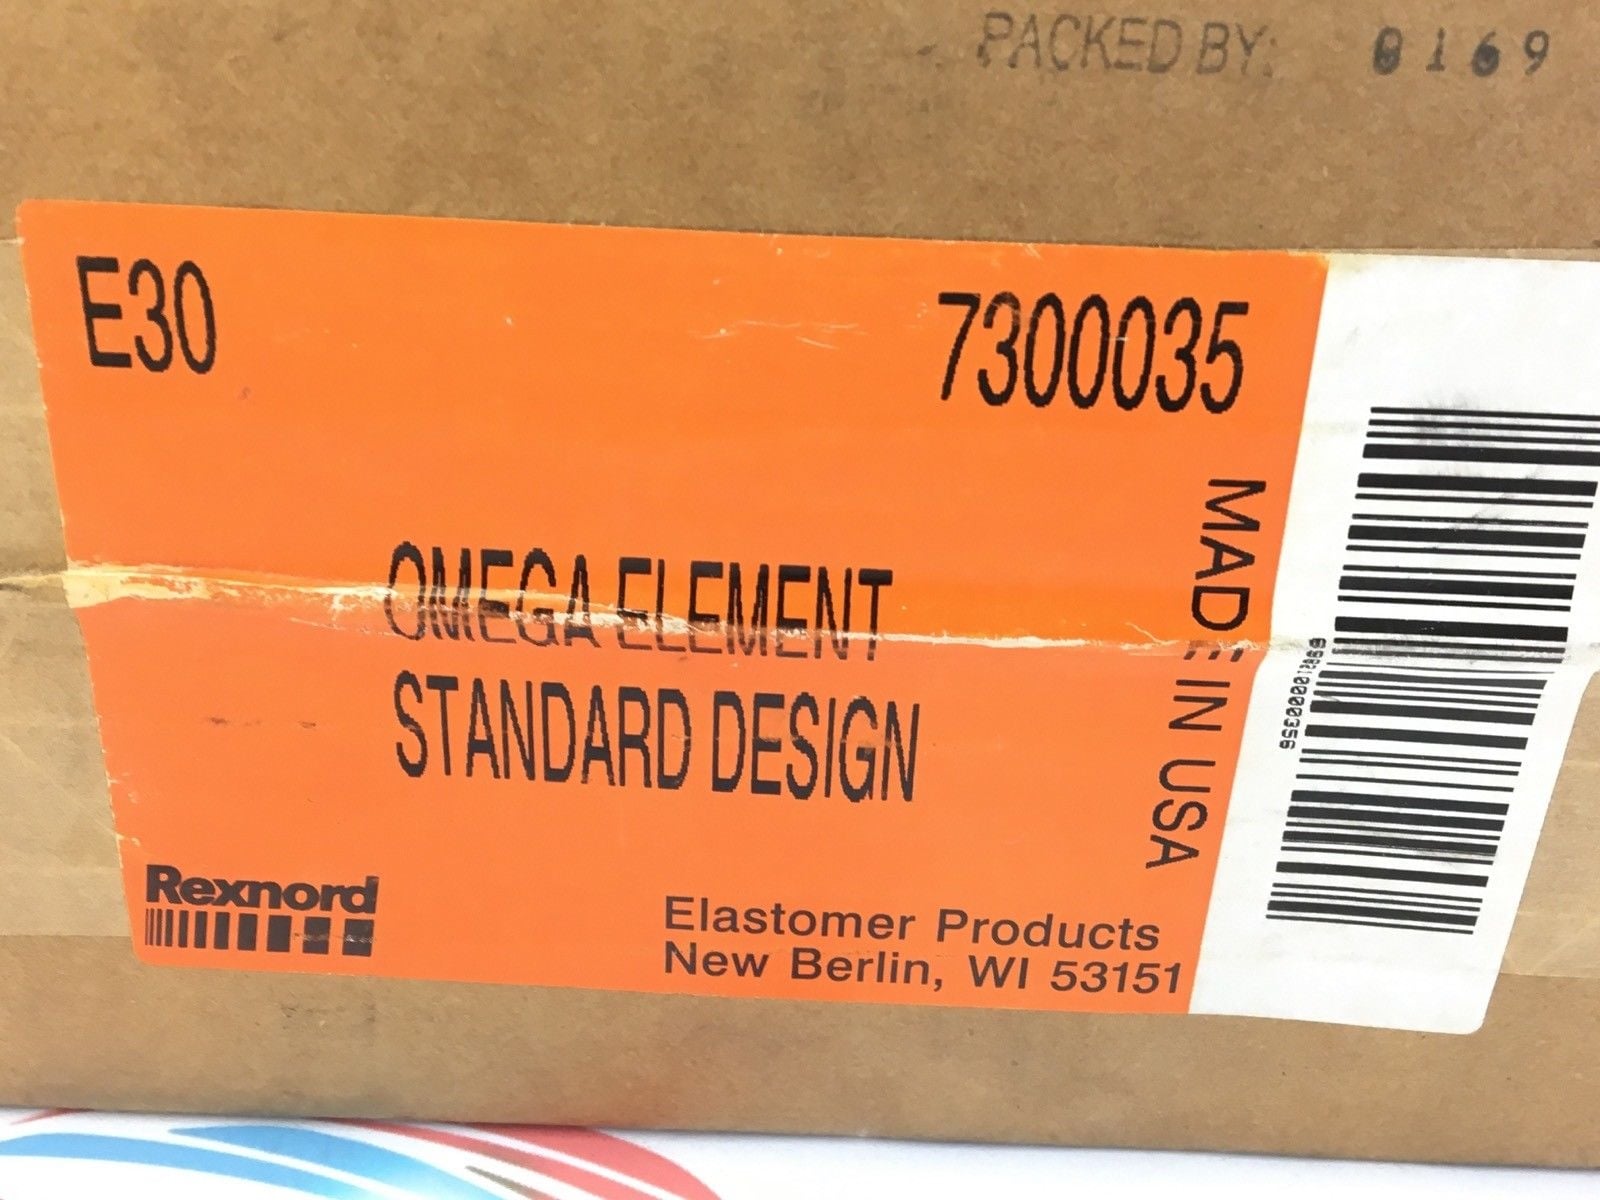 PACKED BY: 0169
E30 7300035
OMEGA ELEMENT
STANDARD DESIGN
MADE IN USA
Rexnord
Elastomer Products
New Berlin, WI 53151